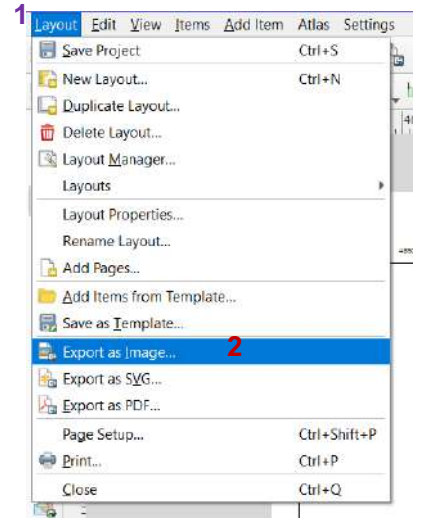 1
Layout Edit View Items Add Item Atlas Settings
Save Project Ctrl+S
New Layout... Ctrl+N
Duplicate Layout...
Delete Layout...
Layout Manager...
Layouts
Layout Properties...
Rename Layout...
Add Pages...
Add Items from Template...
Save as Template...
Export as Image... 2
Export as SVG...
Export as PDF...
Page Setup... Ctrl+Shift+P
Print... Ctrl+P
Close Ctrl+Q